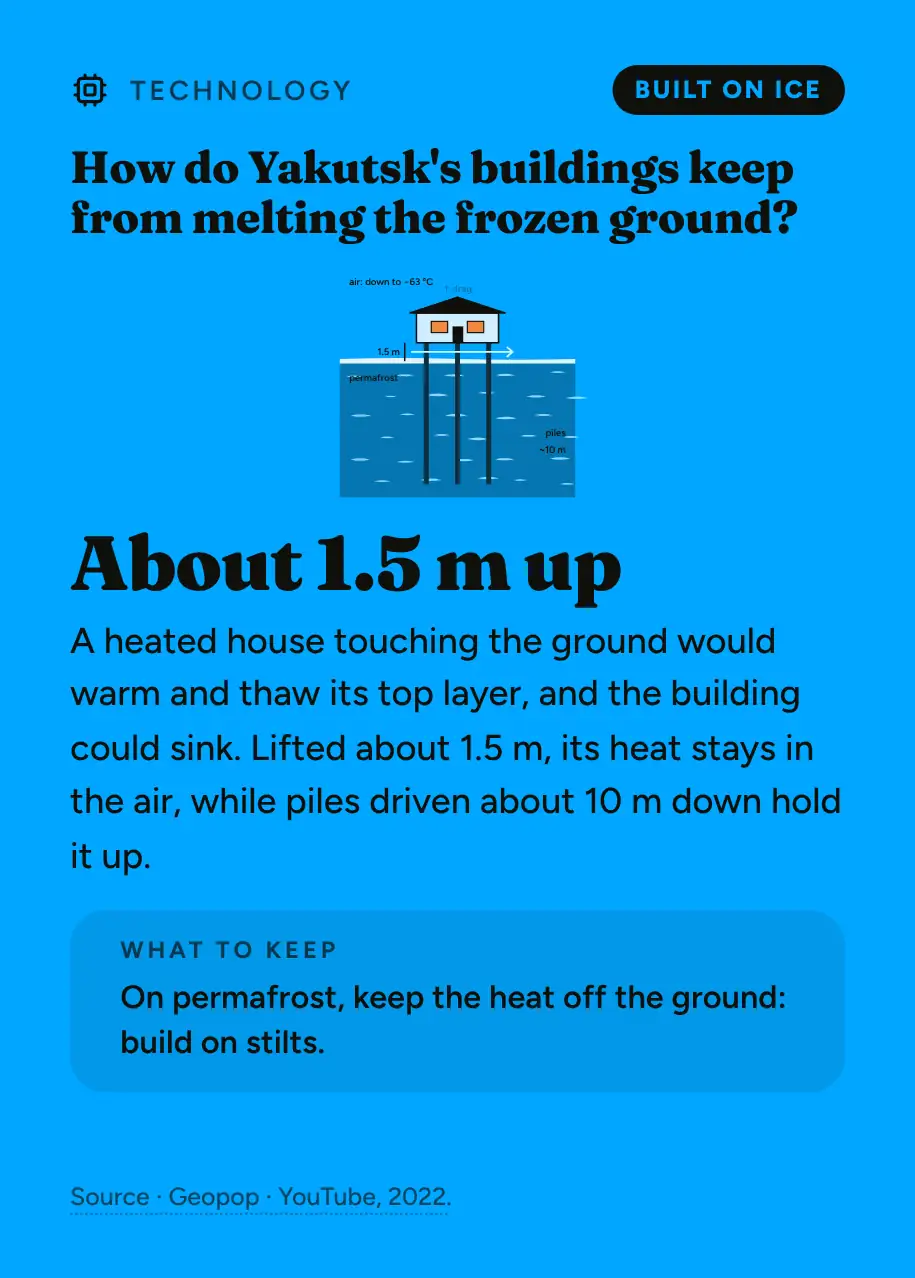 TECHNOLOGY
BUILT ON ICE
How do Yakutsk's buildings keep
from melting the frozen ground?
air: down to −63 °C
↑ drag
1.5 m
permafrost
piles
~10 m
About 1.5 m up
A heated house touching the ground would
warm and thaw its top layer, and the building
could sink. Lifted about 1.5 m, its heat stays in
the air, while piles driven about 10 m down hold
it up.
WHAT TO KEEP
On permafrost, keep the heat off the ground:
build on stilts.
Source · Geopop · YouTube, 2022.